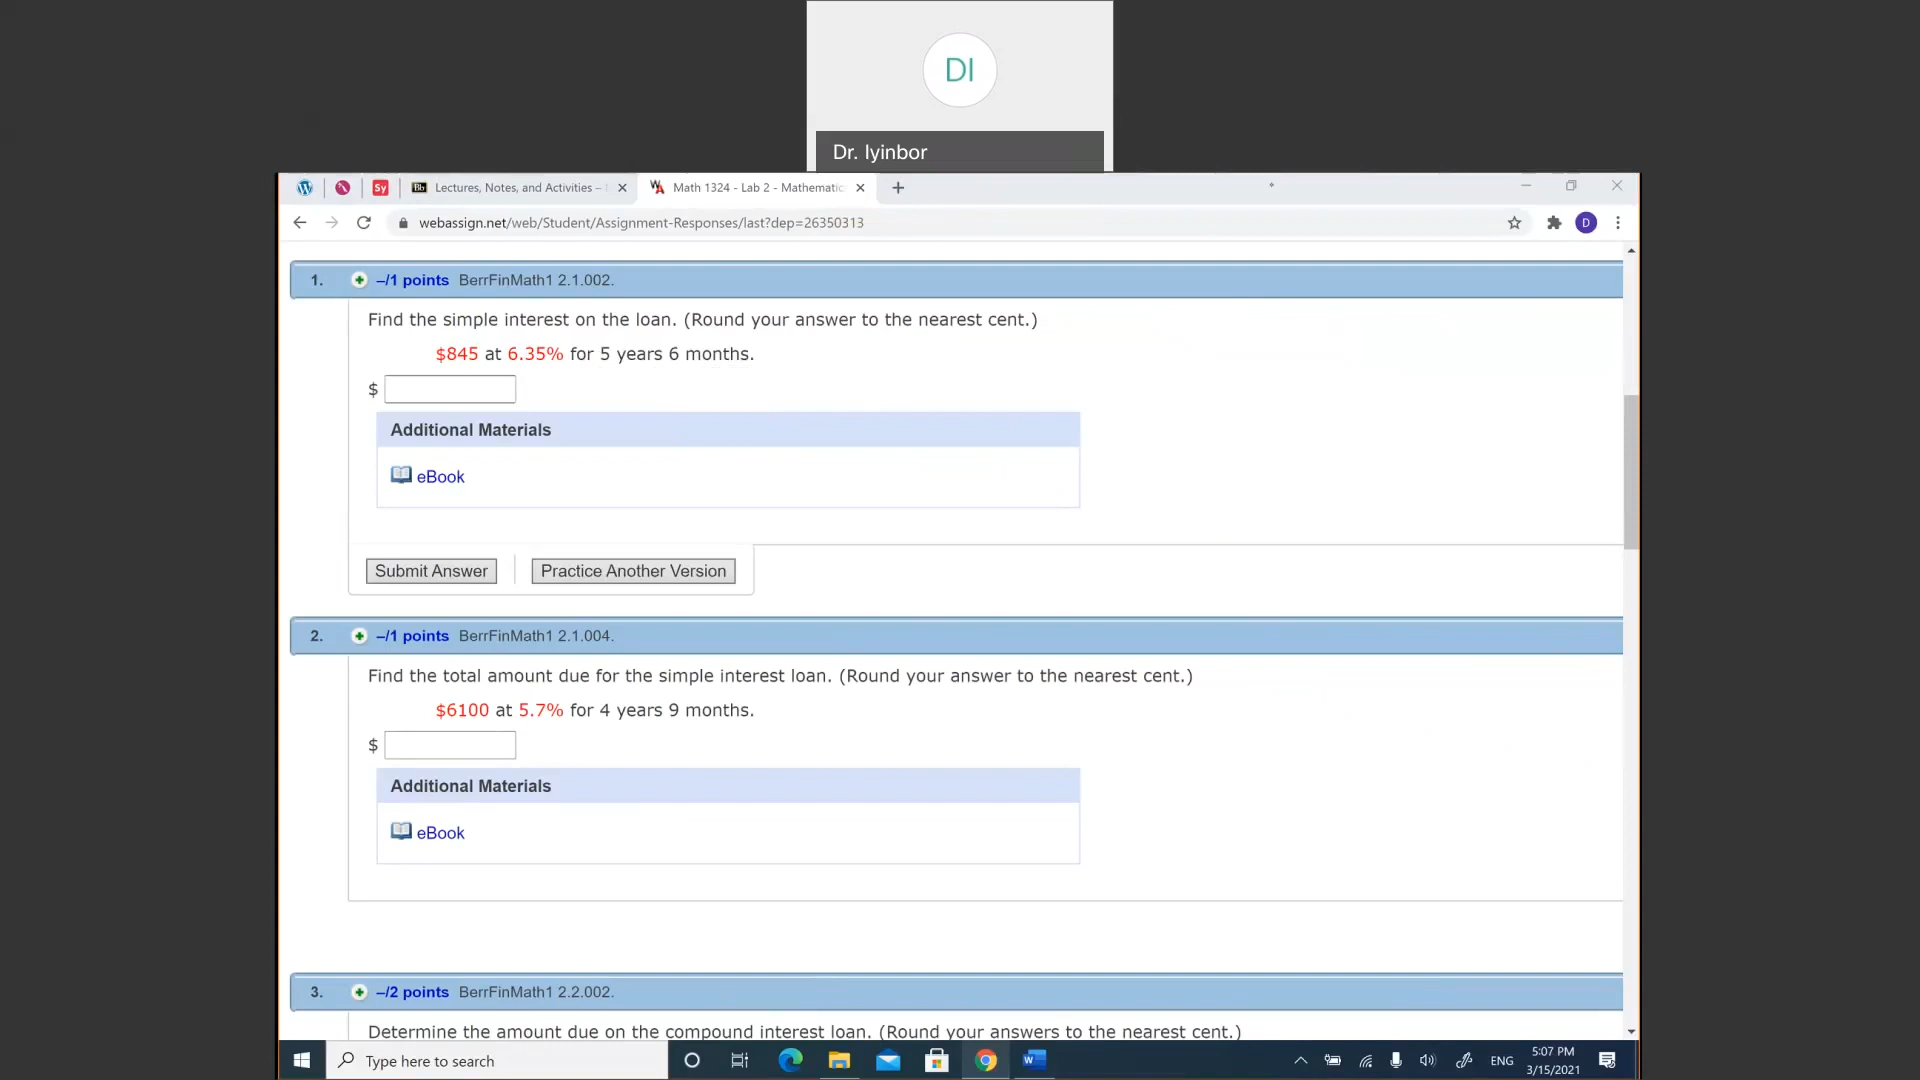 DI
Dr. Iyinbor
Sy
Bb Lectures, Notes, and Activities –
Math 1324 - Lab 2 - Mathematic
webassign.net/web/Student/Assignment-Responses/last?dep=26350313
D
1. –/1 points BerrFinMath1 2.1.002.
Find the simple interest on the loan. (Round your answer to the nearest cent.)
$845 at 6.35% for 5 years 6 months.
$
Additional Materials
eBook
Submit Answer
Practice Another Version
2. –/1 points BerrFinMath1 2.1.004.
Find the total amount due for the simple interest loan. (Round your answer to the nearest cent.)
$6100 at 5.7% for 4 years 9 months.
$
Additional Materials
eBook
3. –/2 points BerrFinMath1 2.2.002.
Determine the amount due on the compound interest loan. (Round your answers to the nearest cent.)
Type here to search
ENG
5:07 PM
3/15/2021